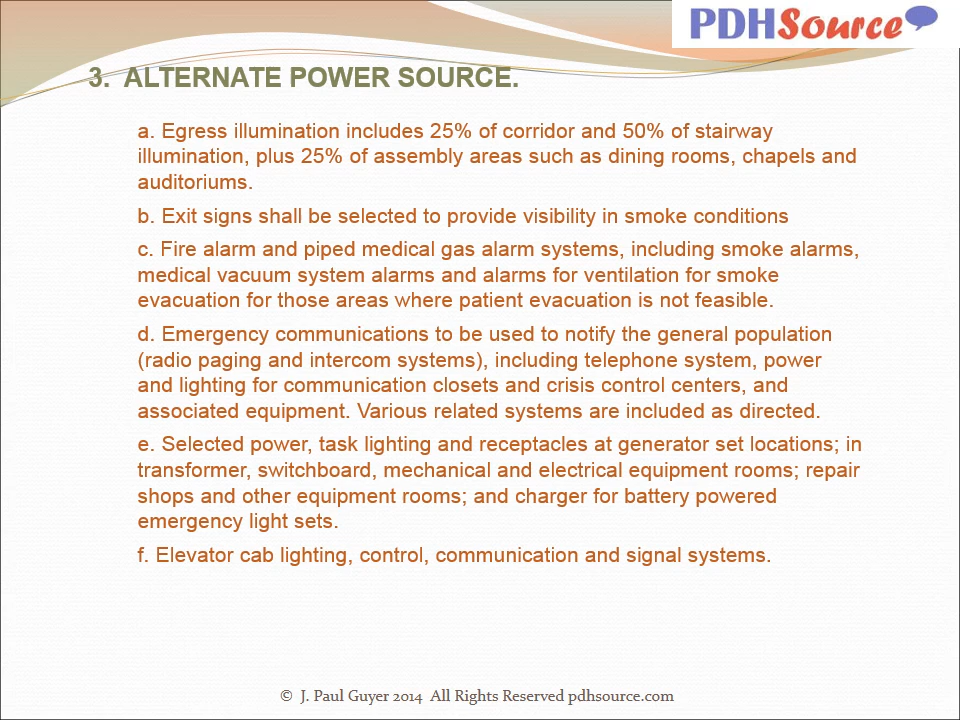 PDHSource
3.  ALTERNATE POWER SOURCE.
a. Egress illumination includes 25% of corridor and 50% of stairway
illumination, plus 25% of assembly areas such as dining rooms, chapels and
auditoriums.
b. Exit signs shall be selected to provide visibility in smoke conditions
c. Fire alarm and piped medical gas alarm systems, including smoke alarms,
medical vacuum system alarms and alarms for ventilation for smoke
evacuation for those areas where patient evacuation is not feasible.
d. Emergency communications to be used to notify the general population
(radio paging and intercom systems), including telephone system, power
and lighting for communication closets and crisis control centers, and
associated equipment. Various related systems are included as directed.
e. Selected power, task lighting and receptacles at generator set locations; in
transformer, switchboard, mechanical and electrical equipment rooms; repair
shops and other equipment rooms; and charger for battery powered
emergency light sets.
f. Elevator cab lighting, control, communication and signal systems.
© J. Paul Guyer 2014  All Rights Reserved pdhsource.com